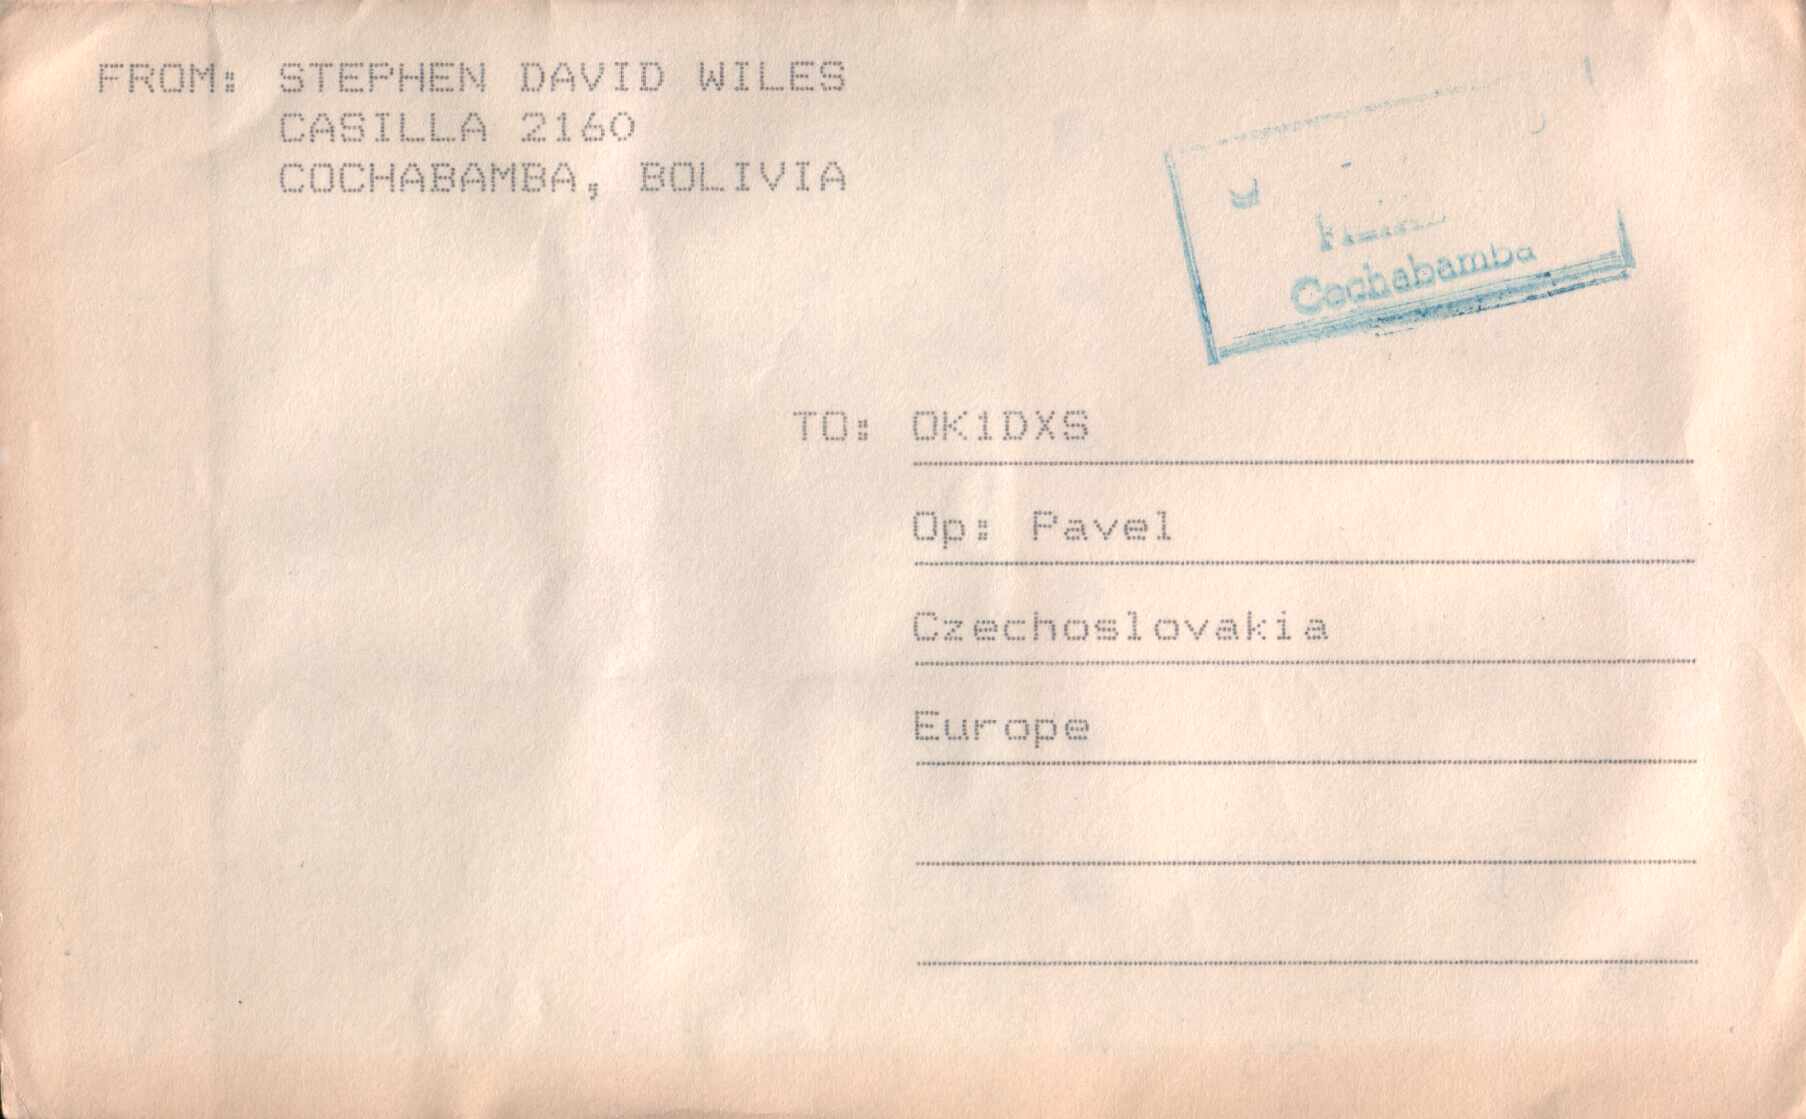 FROM: STEPHEN DAVID WILES
CASILLA 2160
COCHABAMBA, BOLIVIA
Cochabamba
TO: OK1DXS
Op: Pavel
Czechoslovakia
Europe